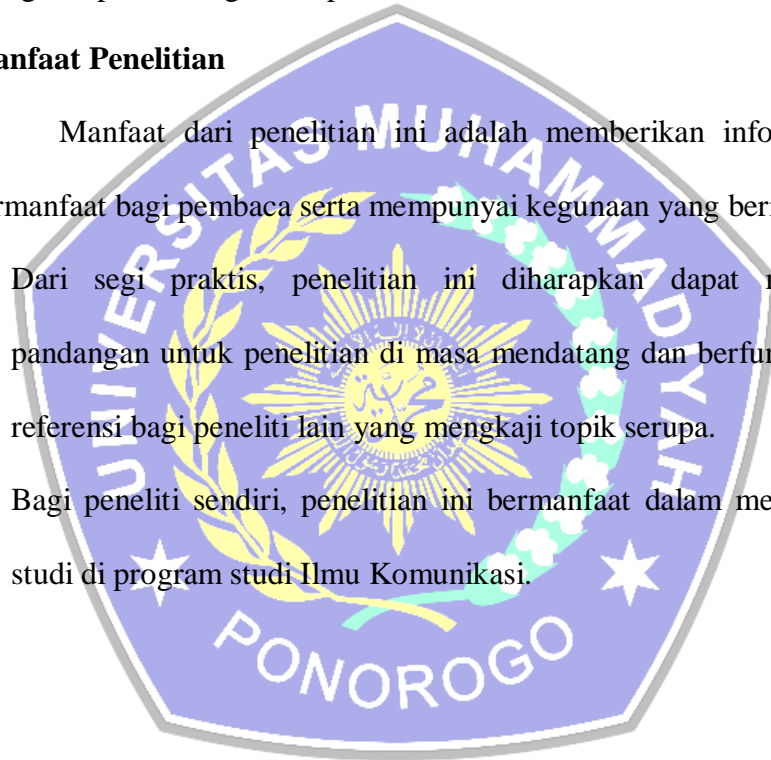 anfaat Penelitian
Manfaat dari penelitian ini adalah memberikan info
rmanfaat bagi pembaca serta mempunyai kegunaan yang beri
Dari segi praktis, penelitian ini diharapkan dapat
pandangan untuk penelitian di masa mendatang dan berfu
referensi bagi peneliti lain yang mengkaji topik serupa.
Bagi peneliti sendiri, penelitian ini bermanfaat dalam me
studi di program studi Ilmu Komunikasi.
UNIVERSITAS MUHAMMADIYAH
PONOROGO